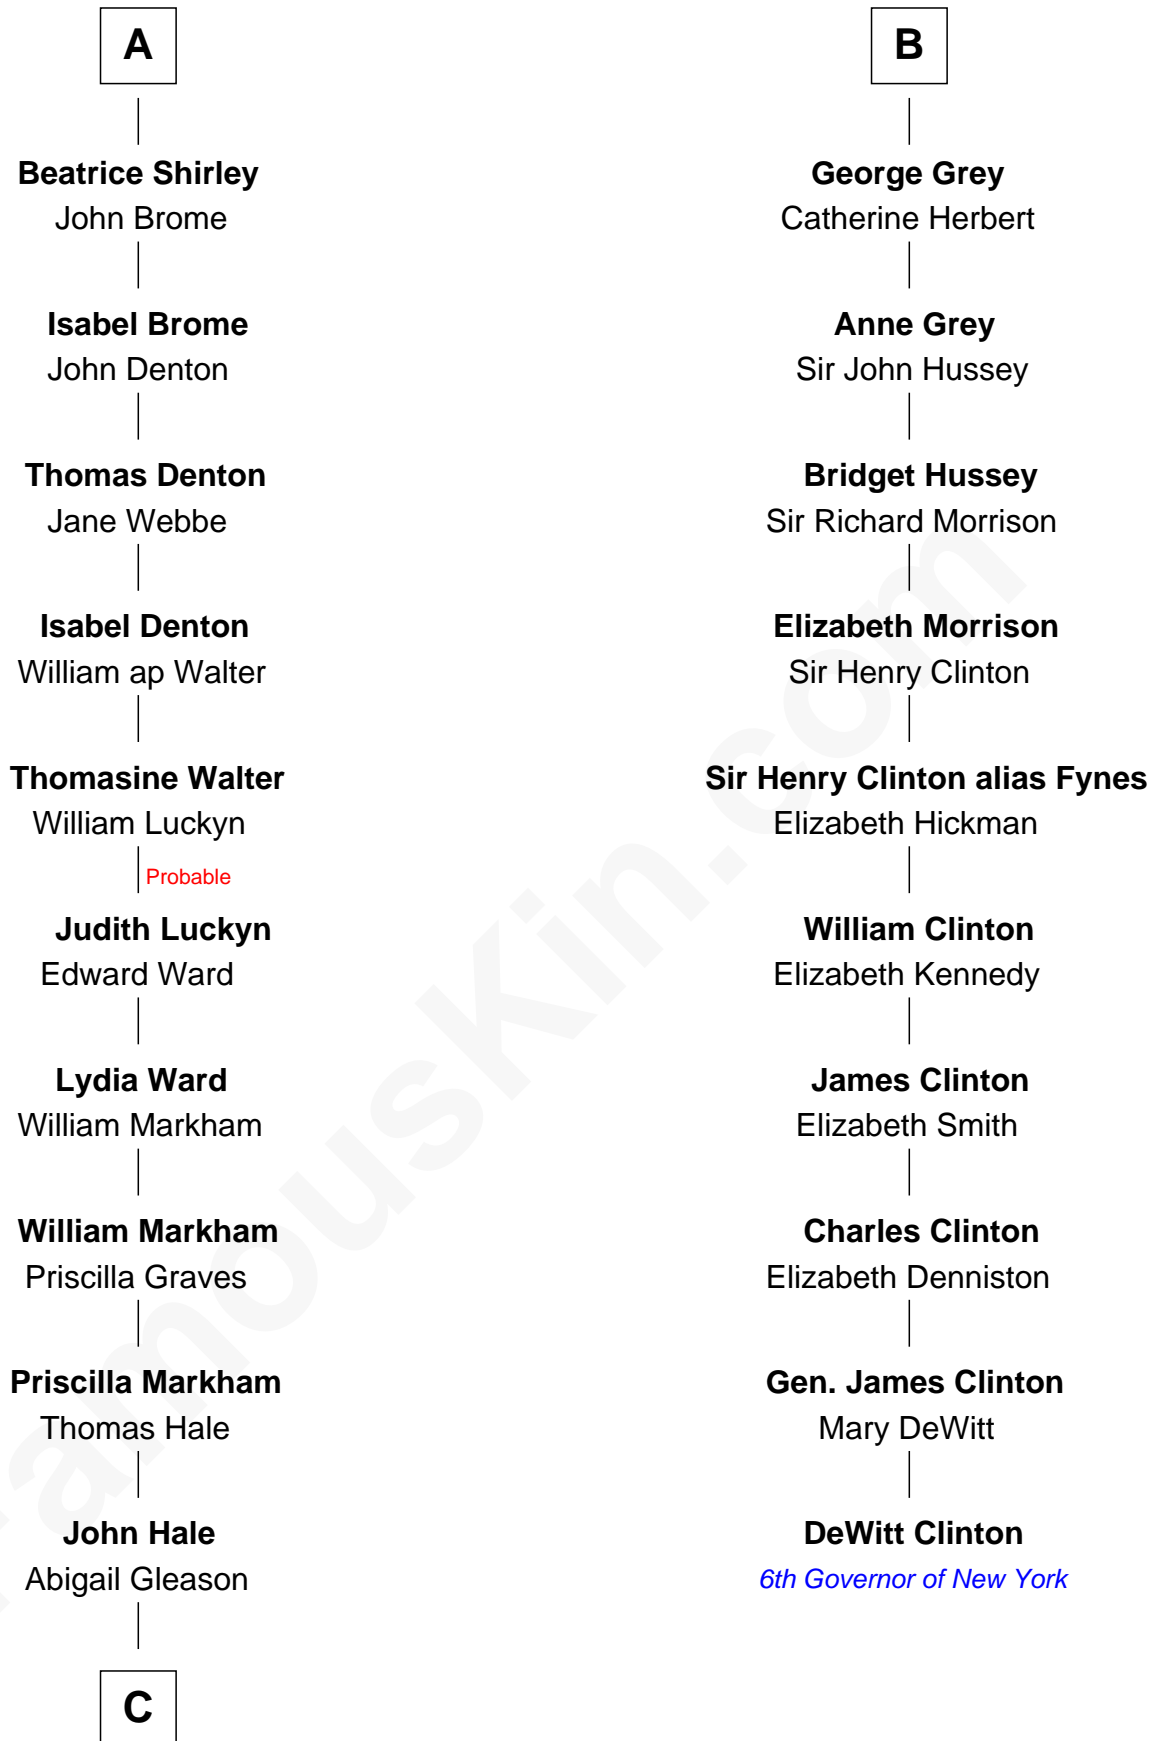 A
Beatrice Shirley
John Brome
Isabel Brome
John Denton
Thomas Denton
Jane Webbe
Isabel Denton
William ap Walter
Thomasine Walter
William Luckyn
Probable
Judith Luckyn
Edward Ward
Lydia Ward
William Markham
William Markham
Priscilla Graves
Priscilla Markham
Thomas Hale
John Hale
Abigail Gleason
C
B
George Grey
Catherine Herbert
Anne Grey
Sir John Hussey
Bridget Hussey
Sir Richard Morrison
Elizabeth Morrison
Sir Henry Clinton
Sir Henry Clinton alias Fynes
Elizabeth Hickman
William Clinton
Elizabeth Kennedy
James Clinton
Elizabeth Smith
Charles Clinton
Elizabeth Denniston
Gen. James Clinton
Mary DeWitt
DeWitt Clinton
6th Governor of New York
FamousKin.com